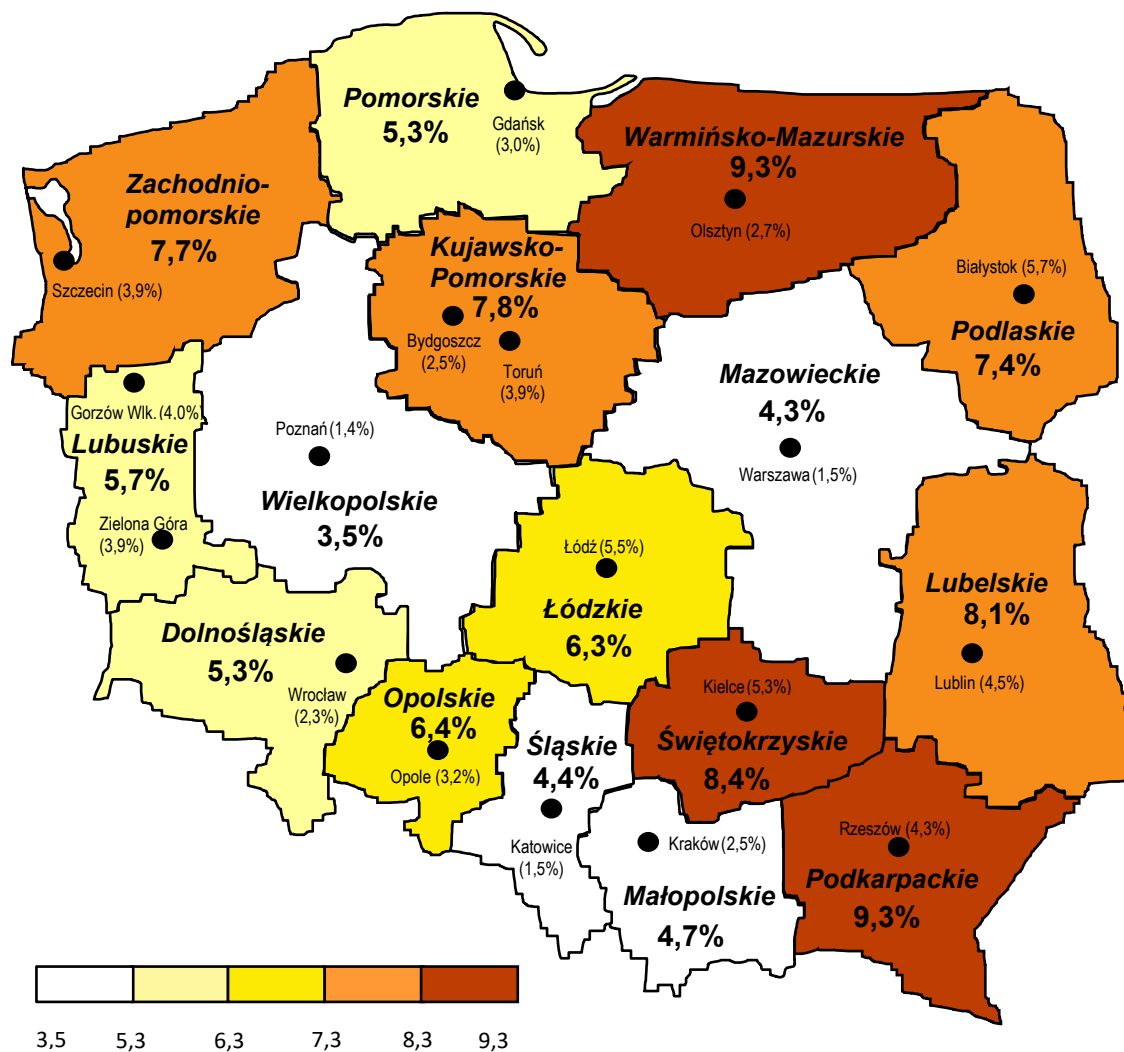 Pomorskie
5,3%
Gdańsk
(3,0%)
Warmińsko-Mazurskie
9,3%
Olsztyn (2,7%)
Zachodnio-
pomorskie
7,7%
Szczecin (3,9%)
Kujawsko-
Pomorskie
7,8%
Bydgoszcz
(2,5%)
Toruń
(3,9%)
Białystok (5,7%)
Podlaskie
7,4%
Mazowieckie
4,3%
Warszawa (1,5%)
Gorzów Wlk. (4.0%)
Lubuskie
5,7%
Zielona Góra
(3,9%)
Poznań (1,4%)
Wielkopolskie
3,5%
Łódź (5,5%)
Łódzkie
6,3%
Lubelskie
8,1%
Lublin (4,5%)
Dolnośląskie
5,3%
Wrocław
(2,3%)
Opolskie
6,4%
Opole (3,2%)
Śląskie
4,4%
Katowice
(1,5%)
Kielce (5,3%)
Świętokrzyskie
8,4%
Kraków (2,5%)
Małopolskie
4,7%
Rzeszów (4,3%)
Podkarpackie
9,3%
3,5 5,3 6,3 7,3 8,3 9,3